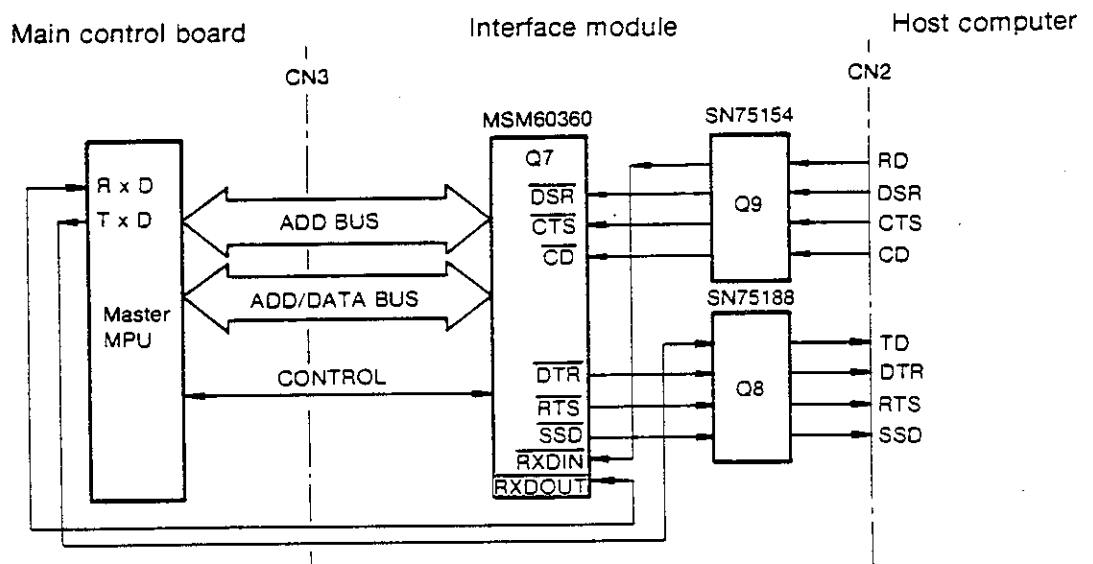 Main control board
Interface module
Host computer
CN3
CN2
MSM60360
SN75154
Q7
RD
R x D
DSR
DSR
T x D
Q9
ADD BUS
CTS
CTS
CD
CD
SN75188
ADD/DATA BUS
Master
MPU
TD
CONTROL
DTR
Q8
DTR
RTS
RTS
SSD
SSD
RXDIN
RXDOUT